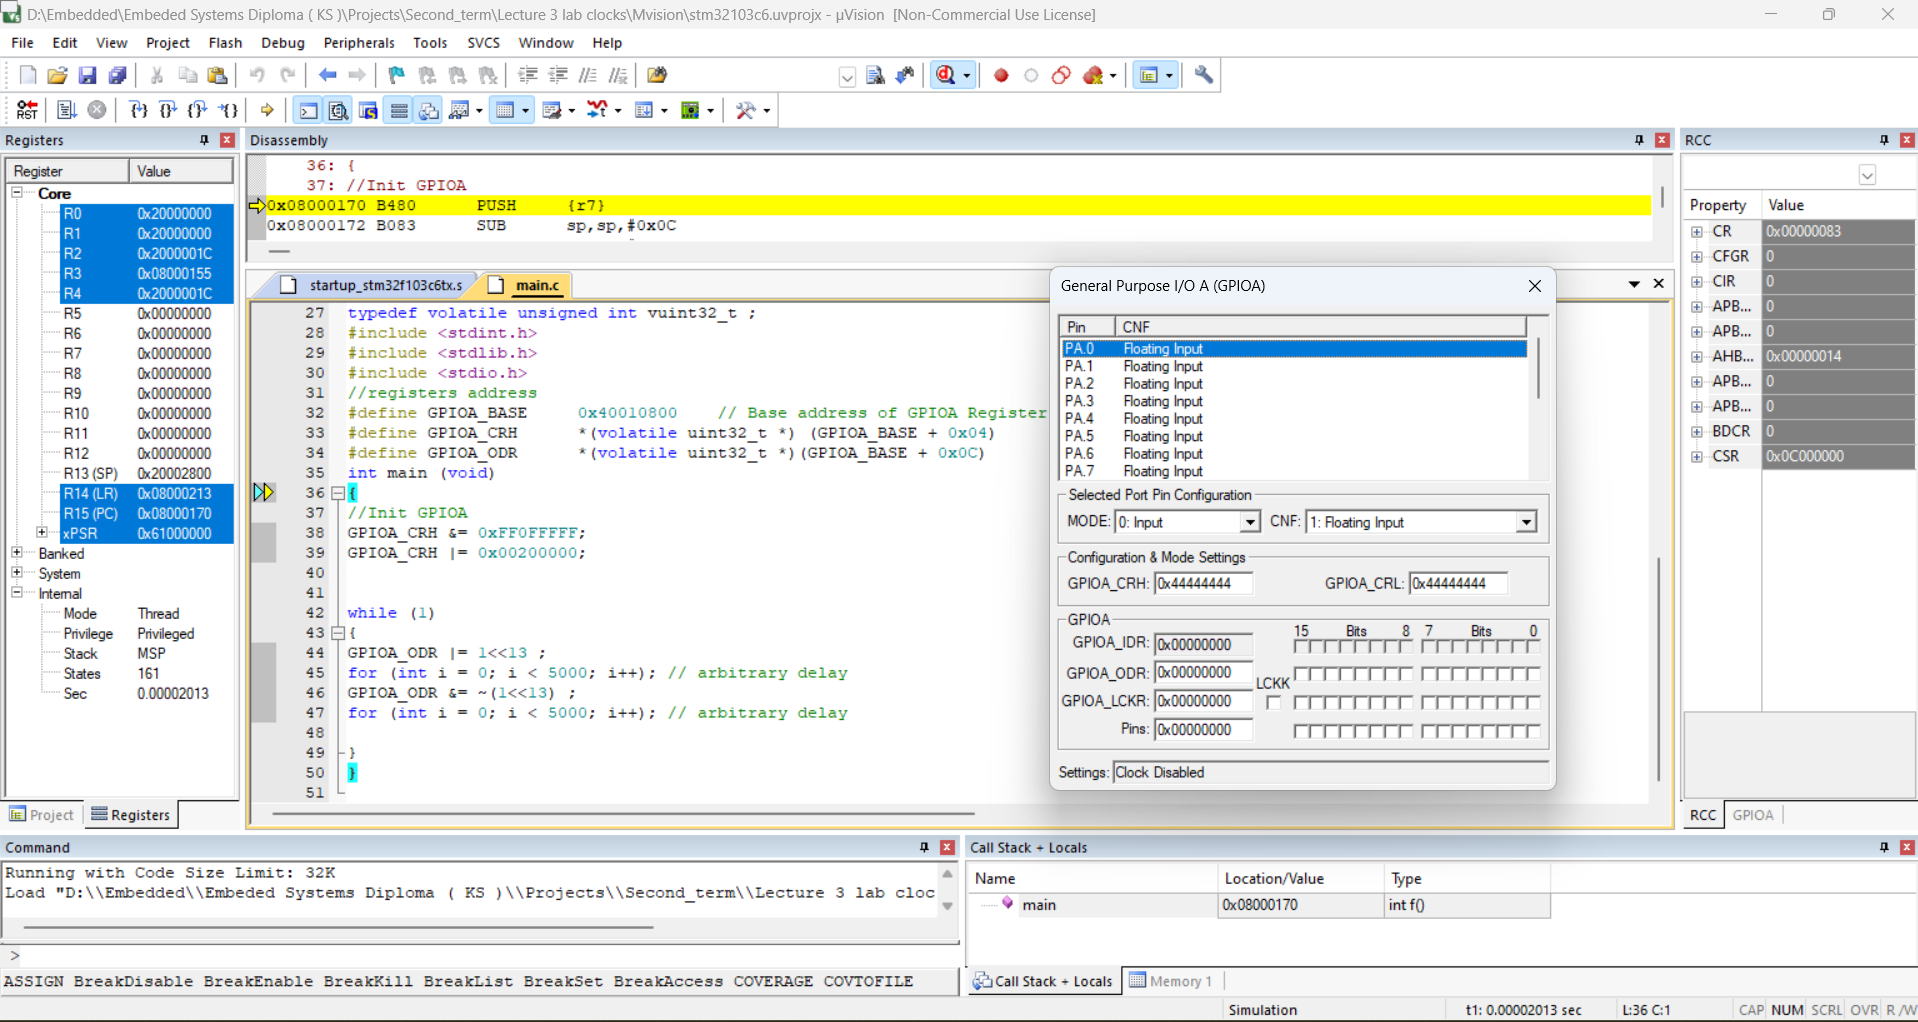 D:\Embedded\Embeded Systems Diploma ( KS )\Projects\Second_term\Lecture 3 lab clocks\Mvision\stm32103c6.uvprojx - µVision  [Non-Commercial Use License]
File Edit View Project Flash Debug Peripherals Tools SVCS Window Help
RST
Registers
Register Value
Core
R0 0x20000000
R1 0x20000000
R2 0x2000001C
R3 0x08000155
R4 0x2000001C
R5 0x00000000
R6 0x00000000
R7 0x00000000
R8 0x00000000
R9 0x00000000
R10 0x00000000
R11 0x00000000
R12 0x00000000
R13 (SP) 0x20002800
R14 (LR) 0x08000213
R15 (PC) 0x08000170
xPSR 0x61000000
Banked
System
Internal
Mode Thread
Privilege Privileged
Stack MSP
States 161
Sec 0.00002013
Project Registers
Disassembly
36: {
37: //Init GPIOA
0x08000170 B480 PUSH {r7}
0x08000172 B083 SUB sp,sp,#0x0C
startup_stm32f103c6tx.s main.c
27 typedef volatile unsigned int vuint32_t ;
28 #include <stdint.h>
29 #include <stdlib.h>
30 #include <stdio.h>
31 //registers address
32 #define GPIOA_BASE 0x40010800 // Base address of GPIOA Register
33 #define GPIOA_CRH *(volatile uint32_t *) (GPIOA_BASE + 0x04)
34 #define GPIOA_ODR *(volatile uint32_t *)(GPIOA_BASE + 0x0C)
35 int main (void)
36 {
37 //Init GPIOA
38 GPIOA_CRH &= 0xFF0FFFFF;
39 GPIOA_CRH |= 0x00200000;
40
41
42 while (1)
43 {
44 GPIOA_ODR |= 1<<13 ;
45 for (int i = 0; i < 5000; i++); // arbitrary delay
46 GPIOA_ODR &= ~(1<<13) ;
47 for (int i = 0; i < 5000; i++); // arbitrary delay
48
49 }
50 }
51
General Purpose I/O A (GPIOA)
Pin CNF
PA.0 Floating Input
PA.1 Floating Input
PA.2 Floating Input
PA.3 Floating Input
PA.4 Floating Input
PA.5 Floating Input
PA.6 Floating Input
PA.7 Floating Input
Selected Port Pin Configuration
MODE: 0: Input CNF: 1: Floating Input
Configuration & Mode Settings
GPIOA_CRH: 0x44444444 GPIOA_CRL: 0x44444444
GPIOA
15 Bits 8 7 Bits 0
GPIOA_IDR: 0x00000000
GPIOA_ODR: 0x00000000
LCKK
GPIOA_LCKR: 0x00000000
Pins: 0x00000000
Settings: Clock Disabled
RCC
Property Value
CR 0x00000083
CFGR 0
CIR 0
APB... 0
APB... 0
AHB... 0x00000014
APB... 0
APB... 0
BDCR 0
CSR 0x0C000000
RCC GPIOA
Command
Running with Code Size Limit: 32K
Load "D:\\Embedded\\Embeded Systems Diploma ( KS )\\Projects\\Second_term\\Lecture 3 lab cloc
>
ASSIGN BreakDisable BreakEnable BreakKill BreakList BreakSet BreakAccess COVERAGE COVTOFILE
Call Stack + Locals
Name Location/Value Type
main 0x08000170 int f()
Call Stack + Locals Memory 1
Simulation t1: 0.00002013 sec L:36 C:1 CAP NUM SCRL OVR R/W